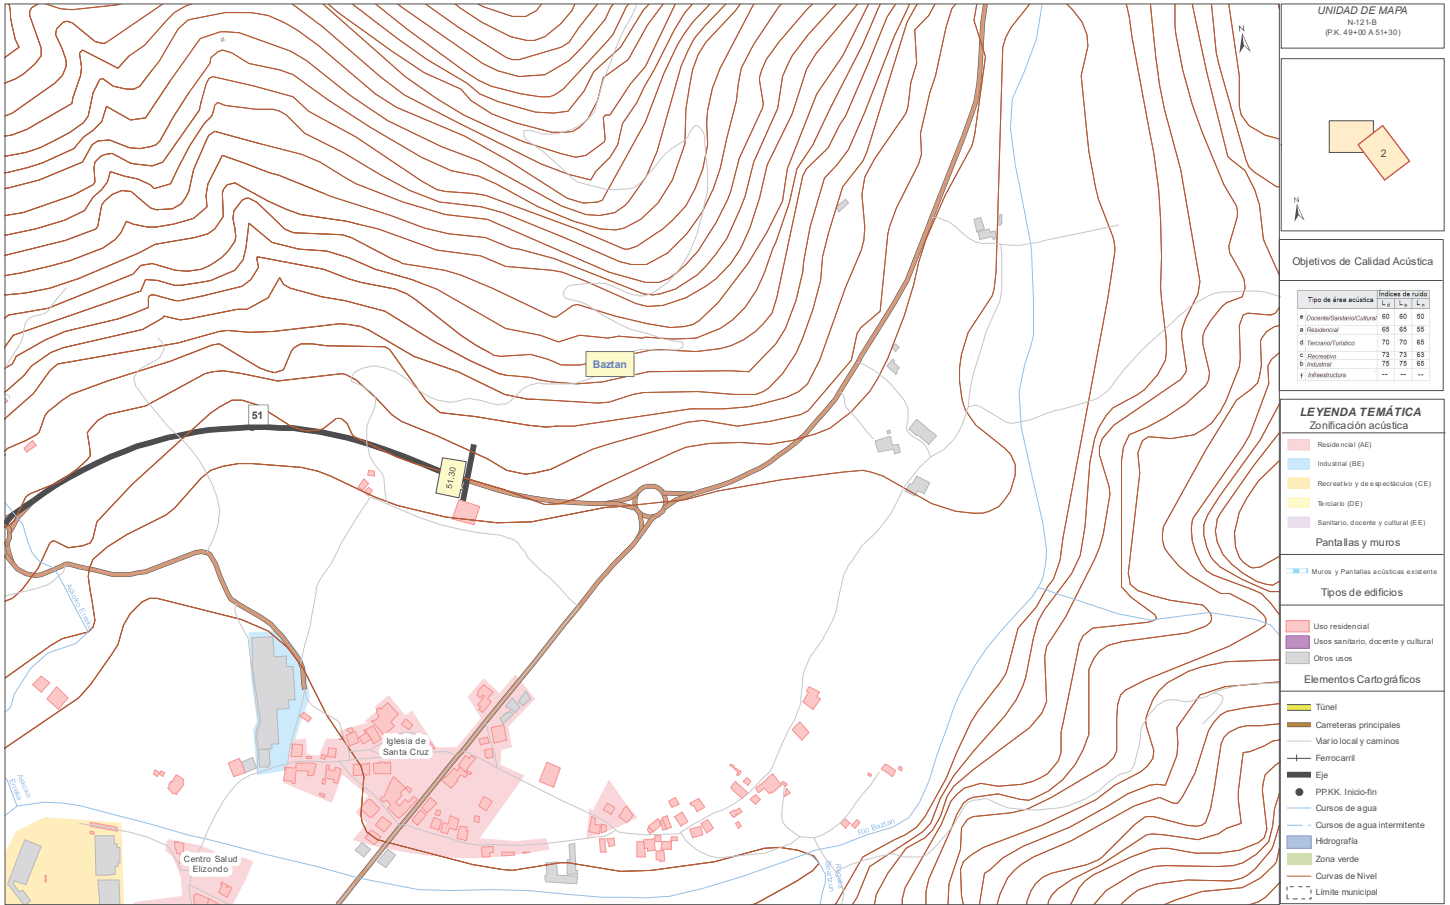 UNIDAD DE MAPA
N-121-B
(P.K. 49+00 A 51+30)
N
2
N
Objetivos de Calidad Acústica
Tipo de área acústica Índices de ruido
L d L e L n
e Docente/Sanitario/Cultural 60 60 50
a Residencial 65 65 55
d Terciario/Turístico 70 70 65
c Recreativo 73 73 63
b Industrial 75 75 65
f Infraestructura -- -- --
LEYENDA TEMÁTICA
Zonificación acústica
Residencial (AE)
Industrial (BE)
Recreativo y de espectáculos (CE)
Terciario (DE)
Sanitario, docente y cultural (EE)
Pantallas y muros
Muros y Pantallas acústicas existente
Tipos de edificios
Uso residencial
Usos sanitario, docente y cultural
Otros usos
Elementos Cartográficos
Túnel
Carreteras principales
Viario local y caminos
Ferrocarril
Eje
PP.KK. Inicio-fin
Cursos de agua
Cursos de agua intermitente
Hidrografía
Zona verde
Curvas de Nivel
Límite municipal
Baztan
51
51.30
Askoko Erreka
Iglesia de
Santa Cruz
Askoko
Erreka
Centro Salud
Elizondo
Río Baztan